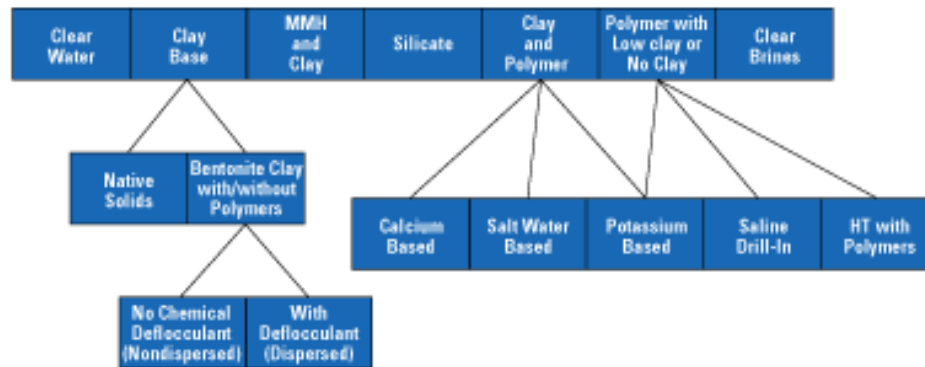 Clear
Water
Clay
Base
MMH
and
Clay
Silicate
Clay
and
Polymer
Polymer with
Low clay or
No Clay
Clear
Brines
Native
Solids
Bentonite Clay
with/without
Polymers
Calcium
Based
Salt Water
Based
Potassium
Based
Saline
Drill-In
HT with
Polymers
No Chemical
Deflocculant
(Nondispersed)
With
Deflocculant
(Dispersed)